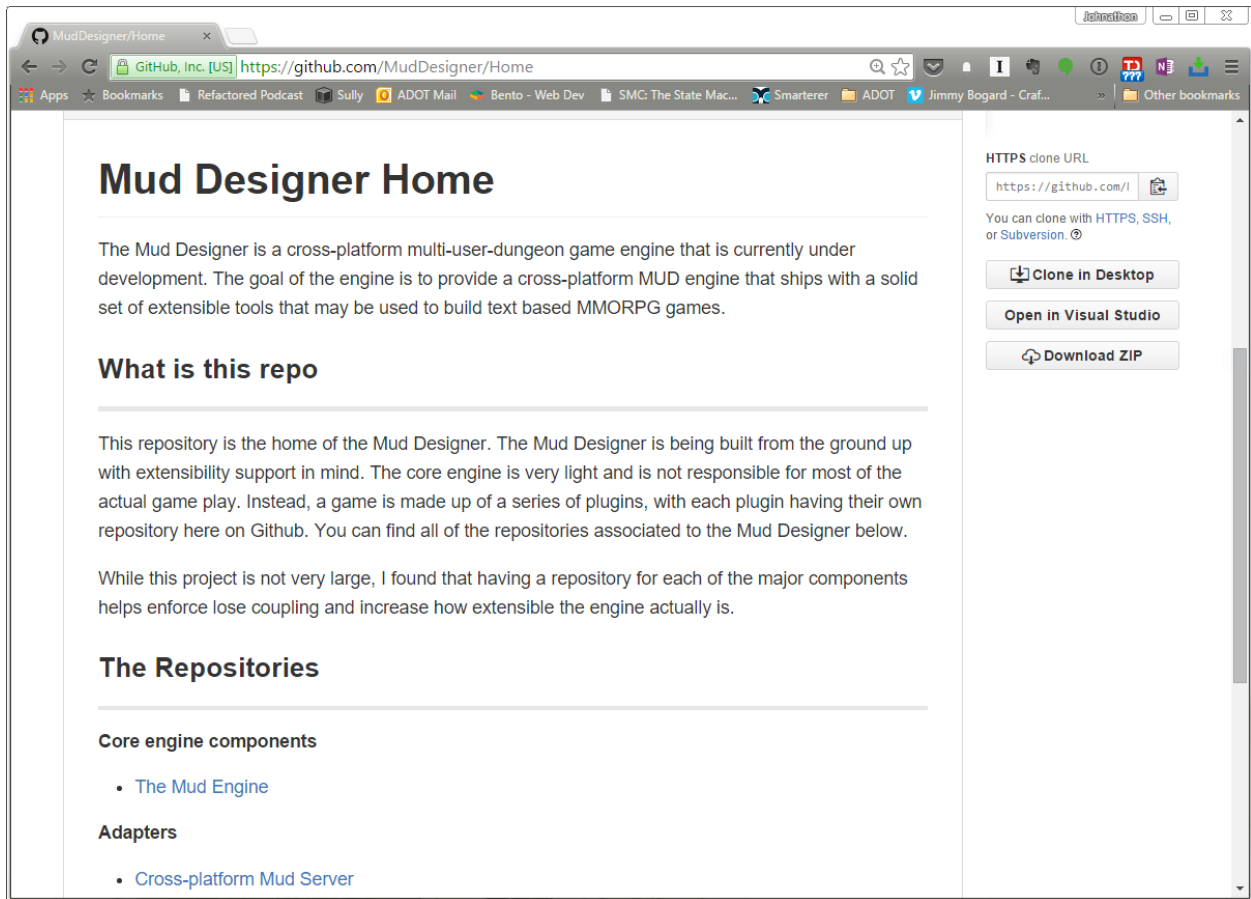 Johnathon
MudDesigner/Home
GitHub, Inc. [US] https://github.com/MudDesigner/Home
777
Apps Bookmarks Refactored Podcast Sully ADOT Mail Bento - Web Dev SMC: The State Mac... Smarterer ADOT Jimmy Bogard - Craf... » Other bookmarks
Mud Designer Home
The Mud Designer is a cross-platform multi-user-dungeon game engine that is currently under
development. The goal of the engine is to provide a cross-platform MUD engine that ships with a solid
set of extensible tools that may be used to build text based MMORPG games.
What is this repo
This repository is the home of the Mud Designer. The Mud Designer is being built from the ground up
with extensibility support in mind. The core engine is very light and is not responsible for most of the
actual game play. Instead, a game is made up of a series of plugins, with each plugin having their own
repository here on Github. You can find all of the repositories associated to the Mud Designer below.
While this project is not very large, I found that having a repository for each of the major components
helps enforce lose coupling and increase how extensible the engine actually is.
The Repositories
Core engine components
• The Mud Engine
Adapters
• Cross-platform Mud Server
HTTPS clone URL
https://github.com/
You can clone with HTTPS, SSH,
or Subversion.
Clone in Desktop
Open in Visual Studio
Download ZIP